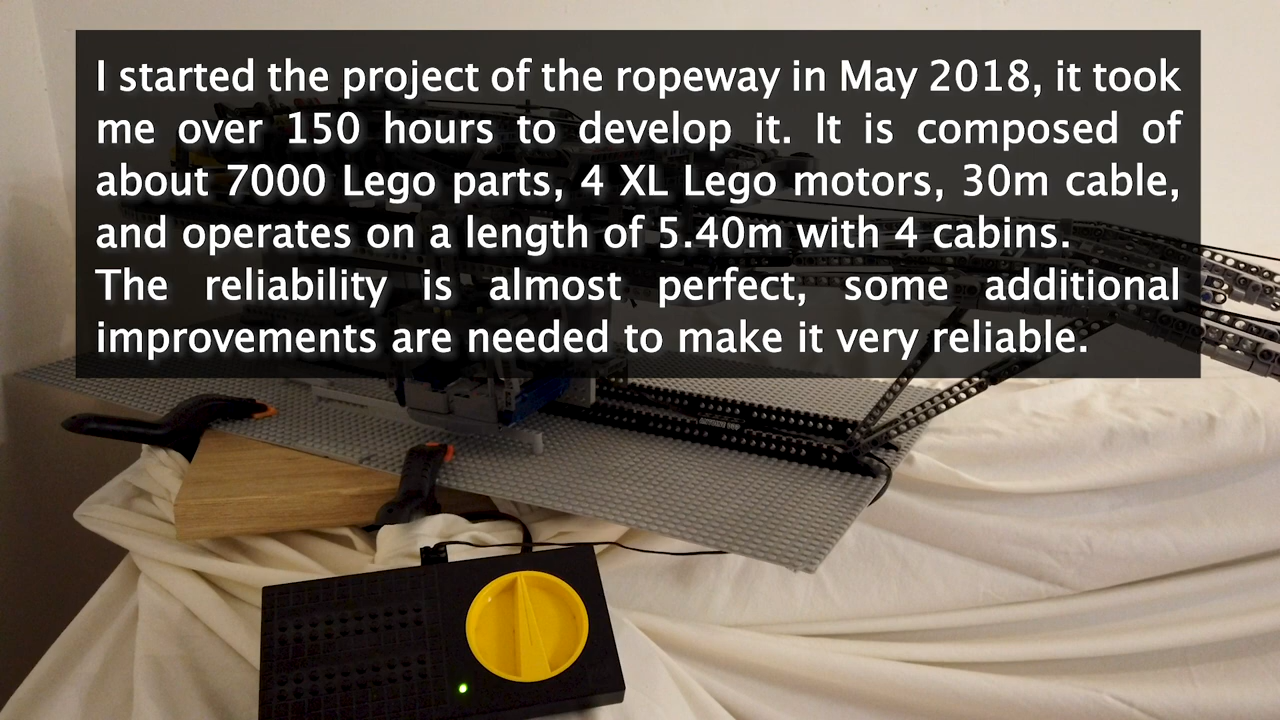 I started the project of the ropeway in May 2018, it took
me over 150 hours to develop it. It is composed of
about 7000 Lego parts, 4 XL Lego motors, 30m cable,
and operates on a length of 5.40m with 4 cabins.
The reliability is almost perfect, some additional
improvements are needed to make it very reliable.